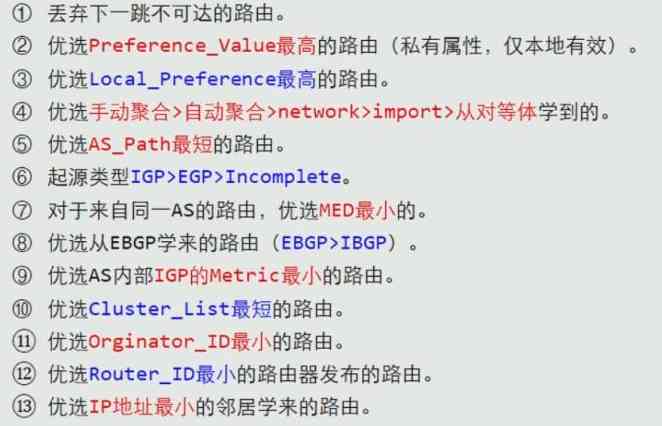 ① 丢弃下一跳不可达的路由。
② 优选Preference_Value最高的路由（私有属性，仅本地有效）。
③ 优选Local_Preference最高的路由。
④ 优选手动聚合>自动聚合>network>import>从对等体学到的。
⑤ 优选AS_Path最短的路由。
⑥ 起源类型IGP>EGP>Incomplete。
⑦ 对于来自同一AS的路由，优选MED最小的。
⑧ 优选从EBGP学来的路由（EBGP>IBGP）。
⑨ 优选AS内部IGP的Metric最小的路由。
⑩ 优选Cluster_List最短的路由。
⑪ 优选Orginator_ID最小的路由。
⑫ 优选Router_ID最小的路由器发布的路由。
⑬ 优选IP地址最小的邻居学来的路由。